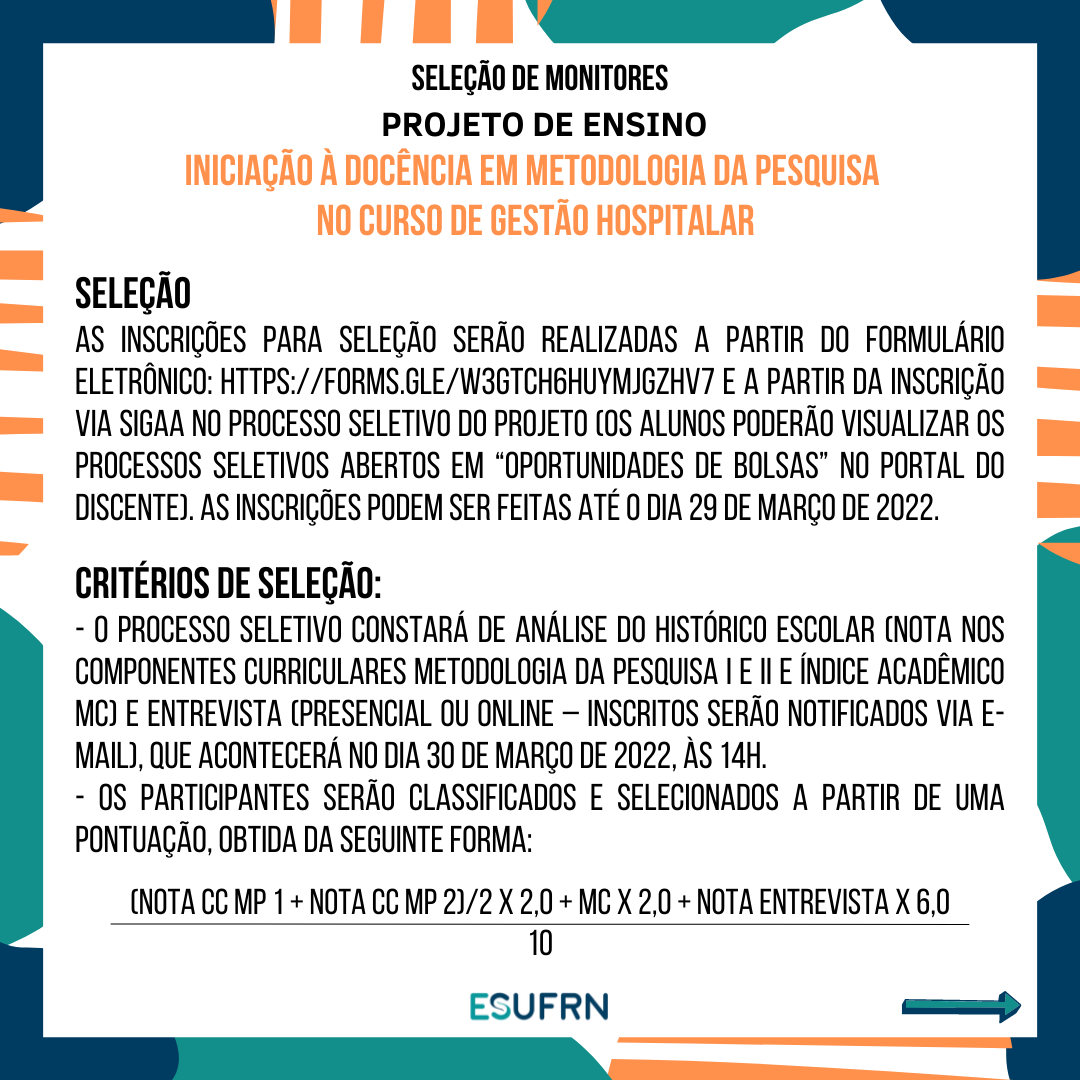 SELEÇÃO DE MONITORES
PROJETO DE ENSINO
INICIAÇÃO À DOCÊNCIA EM METODOLOGIA DA PESQUISA
NO CURSO DE GESTÃO HOSPITALAR
SELEÇÃO
AS INSCRIÇÕES PARA SELEÇÃO SERÃO REALIZADAS A PARTIR DO FORMULÁRIO
ELETRÔNICO: HTTPS://FORMS.GLE/W3GTCH6HUYMJGZHV7 E A PARTIR DA INSCRIÇÃO
VIA SIGAA NO PROCESSO SELETIVO DO PROJETO (OS ALUNOS PODERÃO VISUALIZAR OS
PROCESSOS SELETIVOS ABERTOS EM “OPORTUNIDADES DE BOLSAS” NO PORTAL DO
DISCENTE). AS INSCRIÇÕES PODEM SER FEITAS ATÉ O DIA 29 DE MARÇO DE 2022.
CRITÉRIOS DE SELEÇÃO:
- O PROCESSO SELETIVO CONSTARÁ DE ANÁLISE DO HISTÓRICO ESCOLAR (NOTA NOS
COMPONENTES CURRICULARES METODOLOGIA DA PESQUISA I E II E ÍNDICE ACADÊMICO
MC) E ENTREVISTA (PRESENCIAL OU ONLINE – INSCRITOS SERÃO NOTIFICADOS VIA E-
MAIL), QUE ACONTECERÁ NO DIA 30 DE MARÇO DE 2022, ÀS 14H.
- OS PARTICIPANTES SERÃO CLASSIFICADOS E SELECIONADOS A PARTIR DE UMA
PONTUAÇÃO, OBTIDA DA SEGUINTE FORMA:
(NOTA CC MP 1 + NOTA CC MP 2)/2 X 2,0 + MC X 2,0 + NOTA ENTREVISTA X 6,0
10
ESUFRN